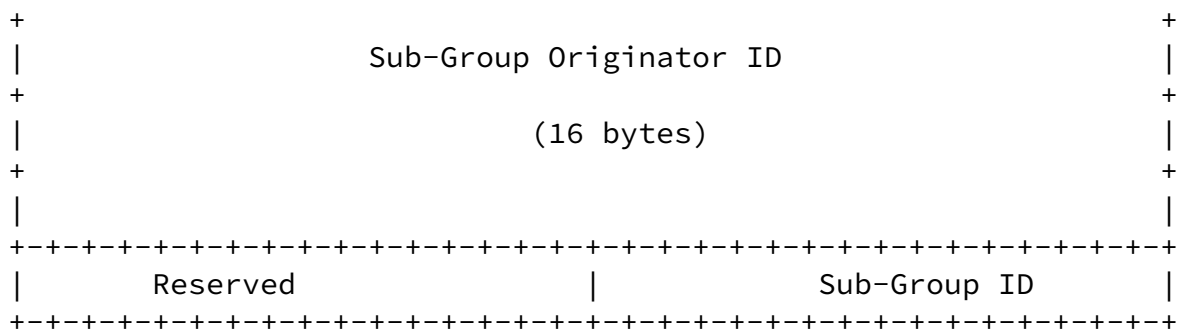 +                                                               +
|                   Sub-Group Originator ID                     |
+                                                               +
|                            (16 bytes)                         |
+                                                               +
|                                                               |
+-+-+-+-+-+-+-+-+-+-+-+-+-+-+-+-+-+-+-+-+-+-+-+-+-+-+-+-+-+-+-+-+
|       Reserved                |            Sub-Group ID       |
+-+-+-+-+-+-+-+-+-+-+-+-+-+-+-+-+-+-+-+-+-+-+-+-+-+-+-+-+-+-+-+-+